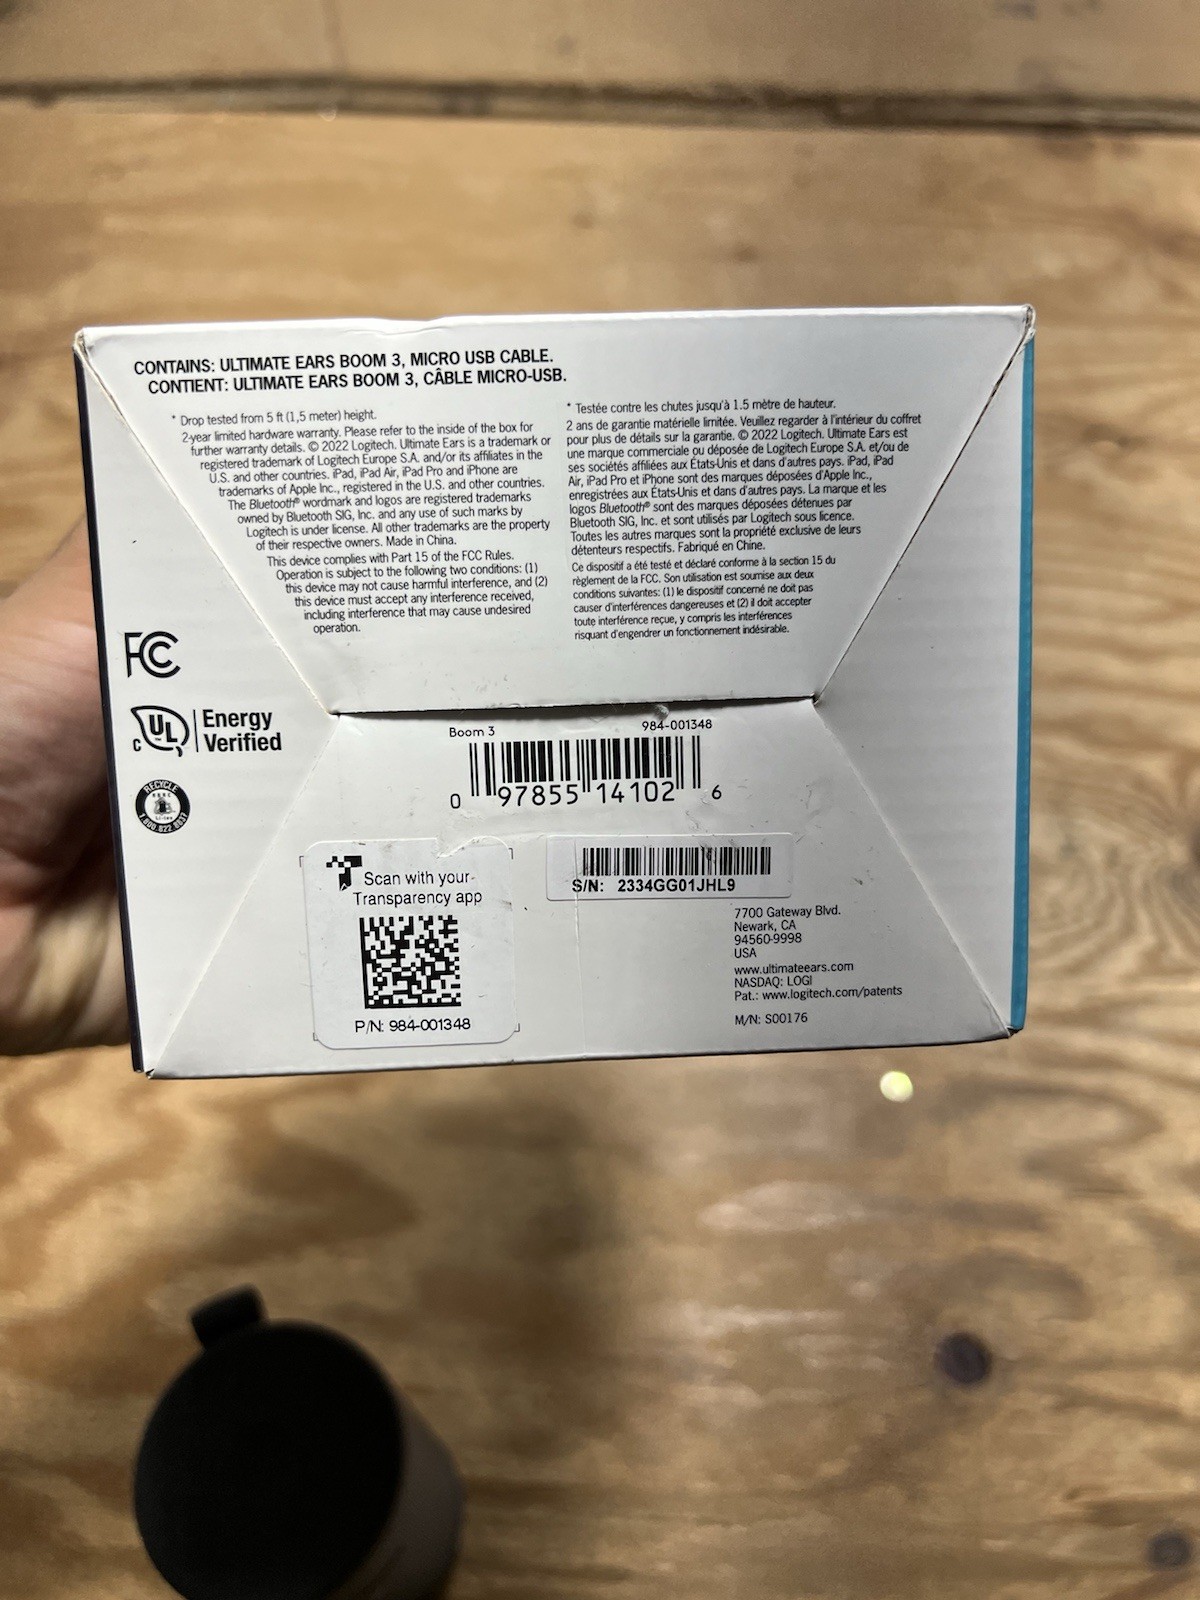 CONTAINS: ULTIMATE EARS BOOM 3, MICRO USB CABLE.
CONTIENT: ULTIMATE EARS BOOM 3, CÂBLE MICRO-USB.
* Drop tested from 5 ft (1,5 meter) height.
2-year limited hardware warranty. Please refer to the inside of the box for
further warranty details. © 2022 Logitech. Ultimate Ears is a trademark or
registered trademark of Logitech Europe S.A. and/or its affiliates in the
U.S. and other countries. iPad, iPad Air, iPad Pro and iPhone are
trademarks of Apple Inc., registered in the U.S. and other countries.
The Bluetooth® wordmark and logos are registered trademarks
owned by Bluetooth SIG, Inc. and any use of such marks by
Logitech is under license. All other trademarks are the property
of their respective owners. Made in China.
This device complies with Part 15 of the FCC Rules.
Operation is subject to the following two conditions: (1)
this device may not cause harmful interference, and (2)
this device must accept any interference received,
including interference that may cause undesired
operation.
* Testée contre les chutes jusqu'à 1.5 mètre de hauteur.
2 ans de garantie matérielle limitée. Veuillez regarder à l'intérieur du coffret
pour plus de détails sur la garantie. © 2022 Logitech. Ultimate Ears est
une marque commerciale ou déposée de Logitech Europe S.A. et/ou de
ses sociétés affiliées aux États-Unis et dans d'autres pays. iPad, iPad
Air, iPad Pro et iPhone sont des marques déposées d'Apple Inc.,
enregistrées aux États-Unis et dans d'autres pays. La marque et les
logos Bluetooth® sont des marques déposées détenues par
Bluetooth SIG, Inc. et sont utilisés par Logitech sous licence.
Toutes les autres marques sont la propriété exclusive de leurs
détenteurs respectifs. Fabriqué en Chine.
Ce dispositif a été testé et déclaré conforme à la section 15 du
règlement de la FCC. Son utilisation est soumise aux deux
conditions suivantes: (1) le dispositif concerné ne doit pas
causer d'interférences dangereuses et (2) il doit accepter
toute interférence reçue, y compris les interférences
risquant d'engendrer un fonctionnement indésirable.
FC
C UL Energy
Verified
RECYCLE
RBRC
Li-ion
1.800.822.8837
Boom 3 984-001348
0 97855 14102 6
Scan with your
Transparency app
P/N: 984-001348
S/N: 2334GG01JHL9
7700 Gateway Blvd.
Newark, CA
94560-9998
USA
www.ultimateears.com
NASDAQ: LOGI
Pat.: www.logitech.com/patents
M/N: S00176